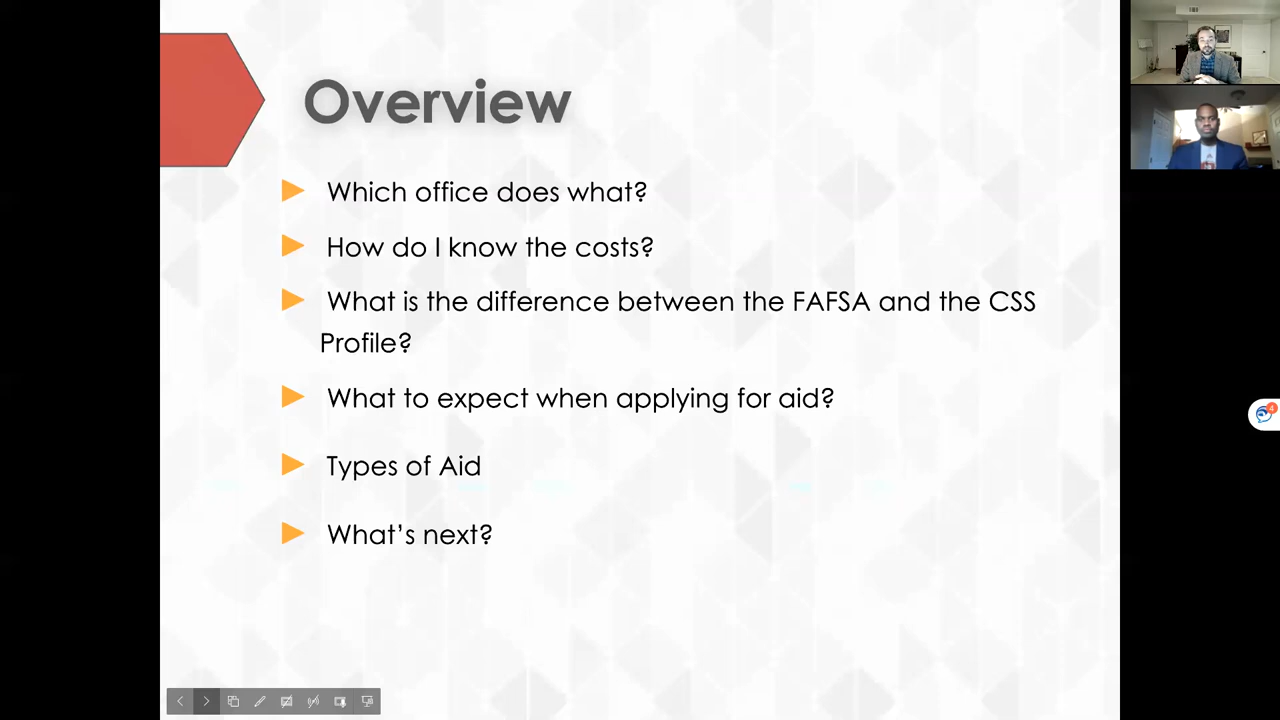 Overview
Which office does what?
How do I know the costs?
What is the difference between the FAFSA and the CSS
Profile?
What to expect when applying for aid?
Types of Aid
What’s next?
4